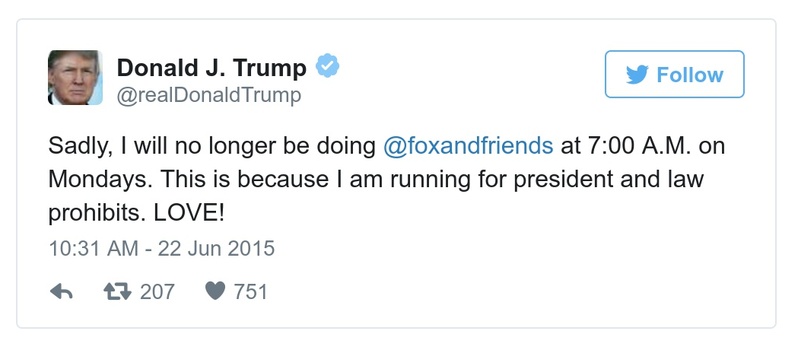 Donald J. Trump
Follow
@realDonaldTrump
Sadly, I will no longer be doing @foxandfriends at 7:00 A.M. on
Mondays. This is because I am running for president and law
prohibits. LOVE!
10:31 AM - 22 Jun 2015
207 751